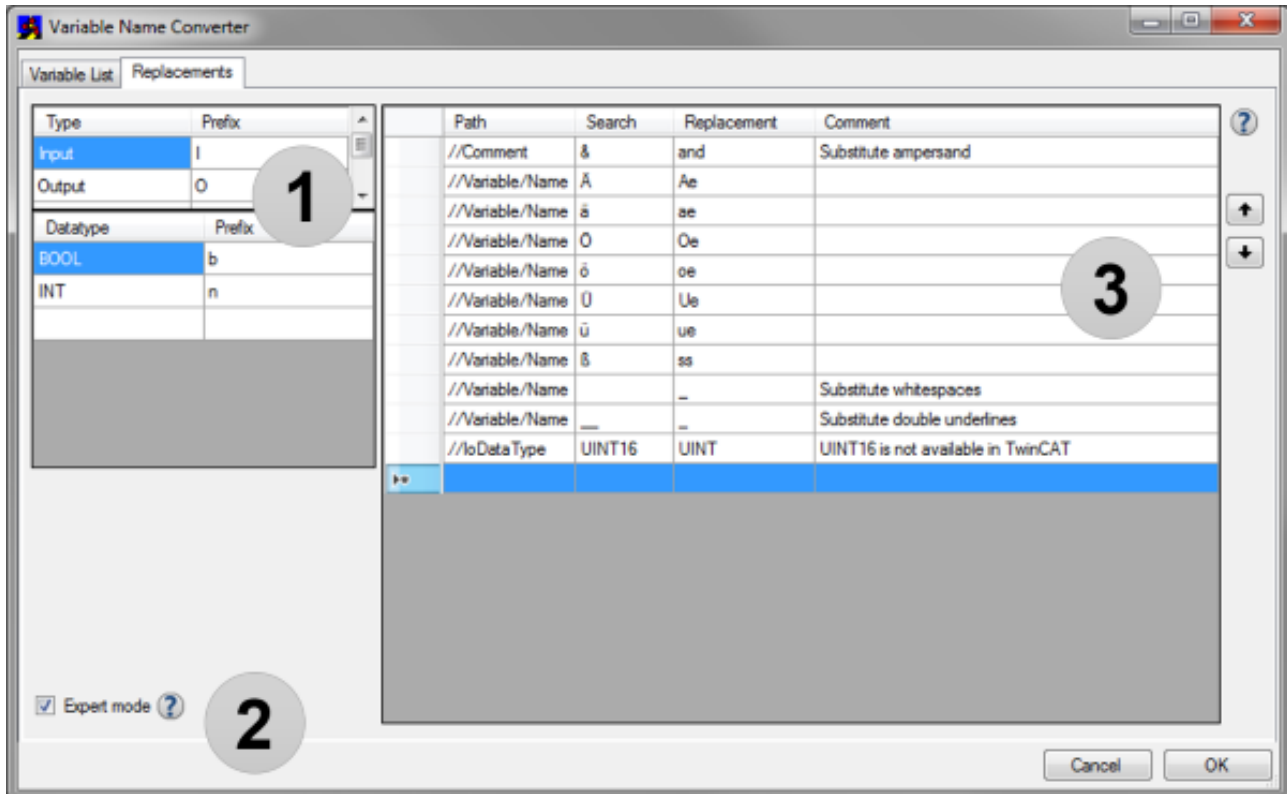 Variable Name Converter
Variable List Replacements
Type Prefix
Input I
Output O
1
Datatype Prefix
BOOL b
INT n
Expert mode ?
2
Path Search Replacement Comment
//Comment & and Substitute ampersand
//Variable/Name Ä Ae
//Variable/Name ä ae
//Variable/Name Ö Oe
//Variable/Name ö oe
//Variable/Name Ü Ue
//Variable/Name ü ue
//Variable/Name ß ss
//Variable/Name _ Substitute whitespaces
//Variable/Name __ _ Substitute double underlines
//IoDataType UINT16 UINT UINT16 is not available in TwinCAT
3
?
Cancel OK